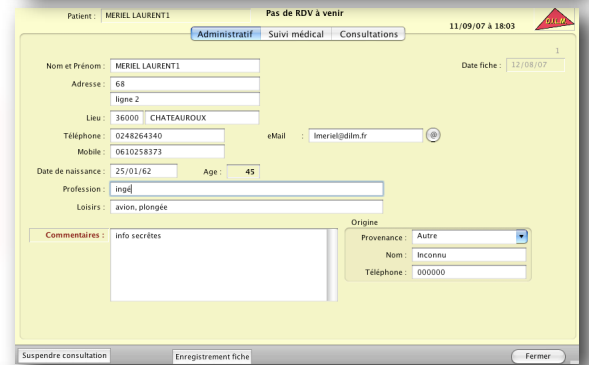 Patient : MERIEL LAURENT1 Pas de RDV à venir
11/09/07 à 18:03 D.I.L.M
Administratif Suivi médical Consultations
1
Nom et Prénom : MERIEL LAURENT1 Date fiche : 12/08/07
Adresse : 68
ligne 2
Lieu : 36000 CHATEAUROUX
Téléphone : 0248264340 eMail : lmeriel@dilm.fr @
Mobile : 0610258373
Date de naissance : 25/01/62 Age : 45
Profession : ingé
Loisirs : avion, plongée
Origine
Commentaires : info secrètes Provenance : Autre
Nom : Inconnu
Téléphone : 000000
Suspendre consultation Enregistrement fiche Fermer